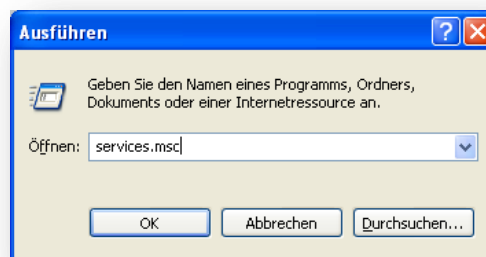 Ausführen
Geben Sie den Namen eines Programms, Ordners,
Dokuments oder einer Internetressource an.
Öffnen: services.msc
OK Abbrechen Durchsuchen...